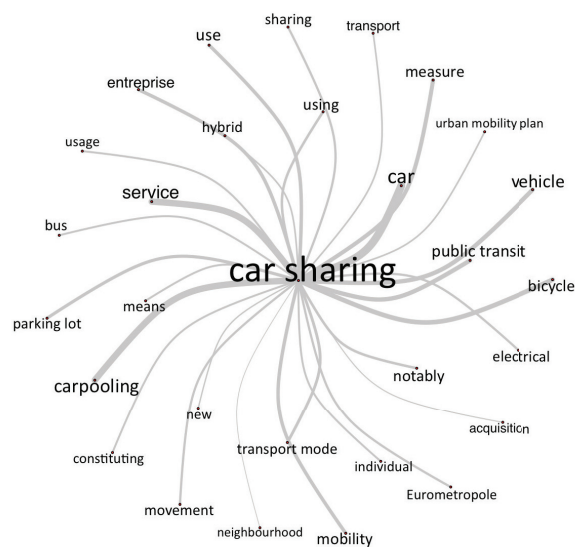 sharing
transport
use
measure
entreprise
using
hybrid
urban mobility plan
usage
car
service
vehicle
bus
public transit
car sharing
bicycle
means
parking lot
electrical
notably
carpooling
new
acquisition
transport mode
constituting
individual
Eurometropole
movement
neighbourhood
mobility